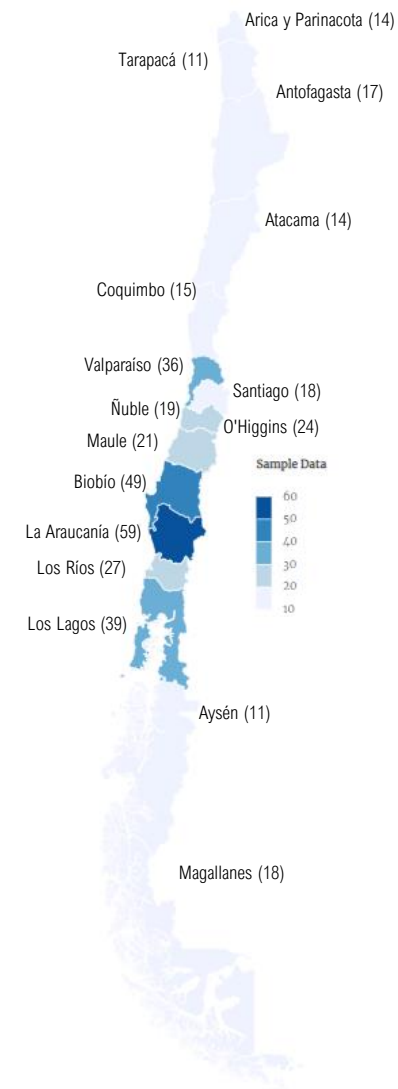 Arica y Parinacota (14)
Tarapacá (11)
Antofagasta (17)
Atacama (14)
Coquimbo (15)
Valparaíso (36)
Santiago (18)
Ñuble (19)
O'Higgins (24)
Maule (21)
Sample Data
Biobío (49)
60
50
La Araucanía (59)
40
30
Los Ríos (27)
20
10
Los Lagos (39)
Aysén (11)
Magallanes (18)